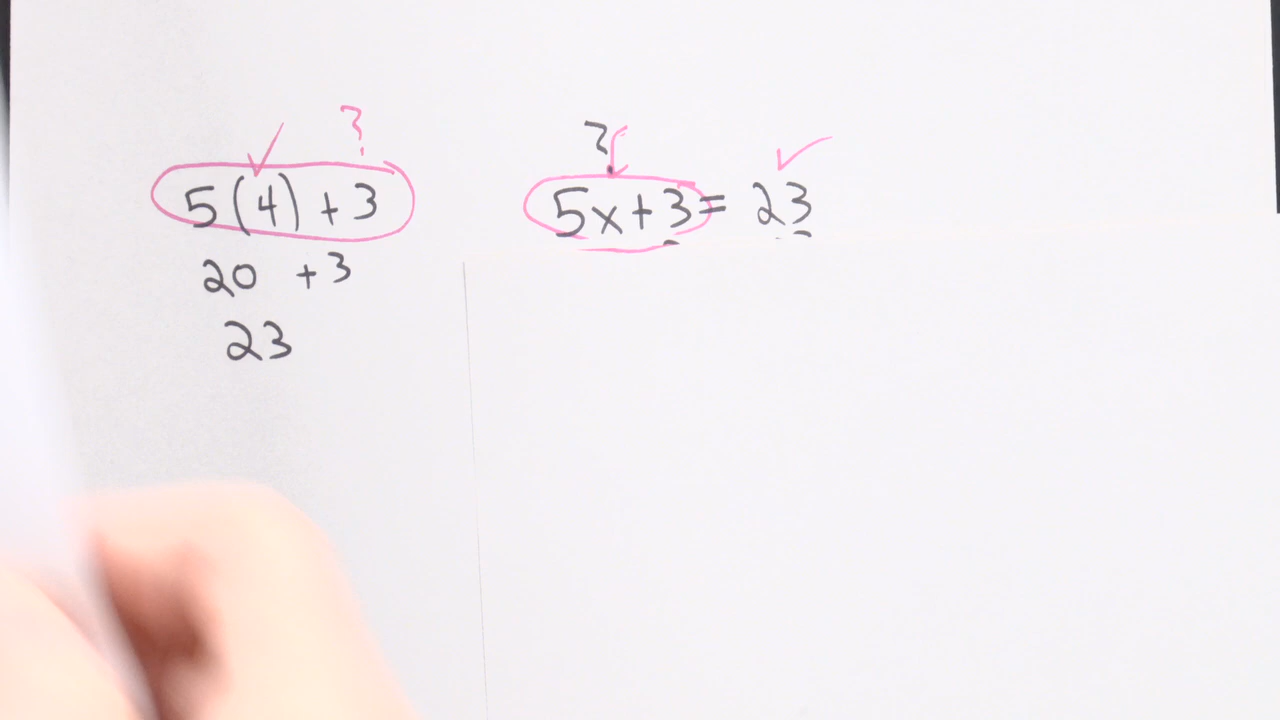 ?
5(4) + 3
20 + 3
23
?
5x + 3 = 23